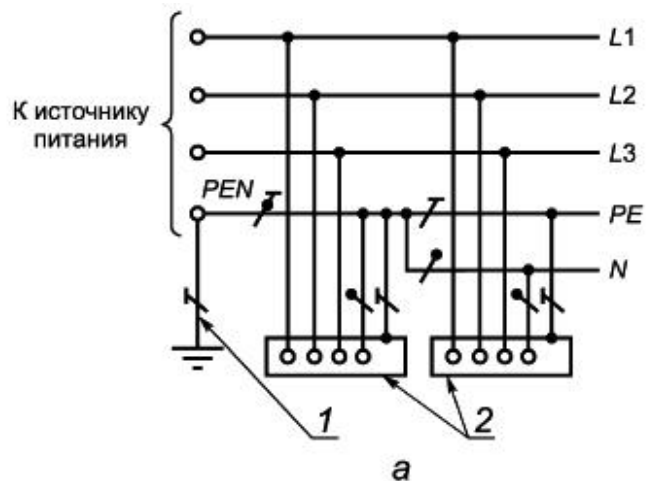 L1
L2
К источнику
питания
L3
PEN
PE
N
1
2
а